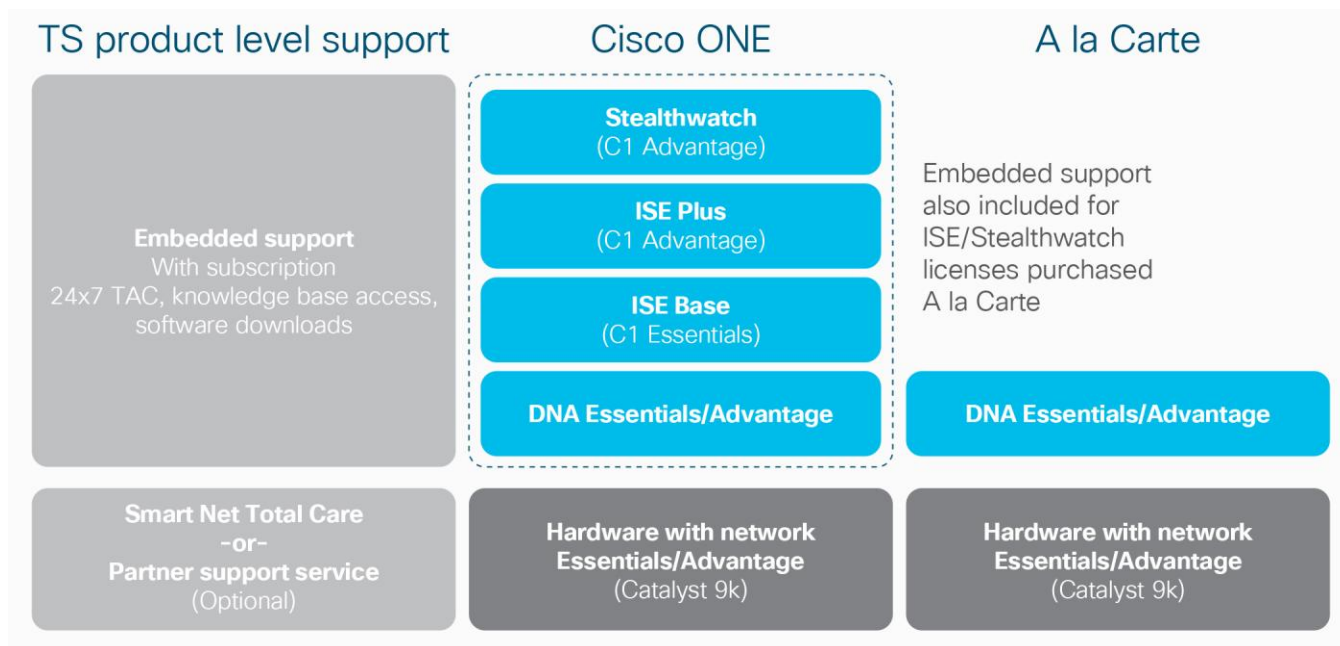 TS product level support
Embedded support
With subscription
24x7 TAC, knowledge base access,
software downloads
Smart Net Total Care
-or-
Partner support service
(Optional)
Cisco ONE
Stealthwatch
(C1 Advantage)
ISE Plus
(C1 Advantage)
ISE Base
(C1 Essentials)
DNA Essentials/Advantage
Hardware with network
Essentials/Advantage
(Catalyst 9k)
A la Carte
Embedded support
also included for
ISE/Stealthwatch
licenses purchased
A la Carte
DNA Essentials/Advantage
Hardware with network
Essentials/Advantage
(Catalyst 9k)